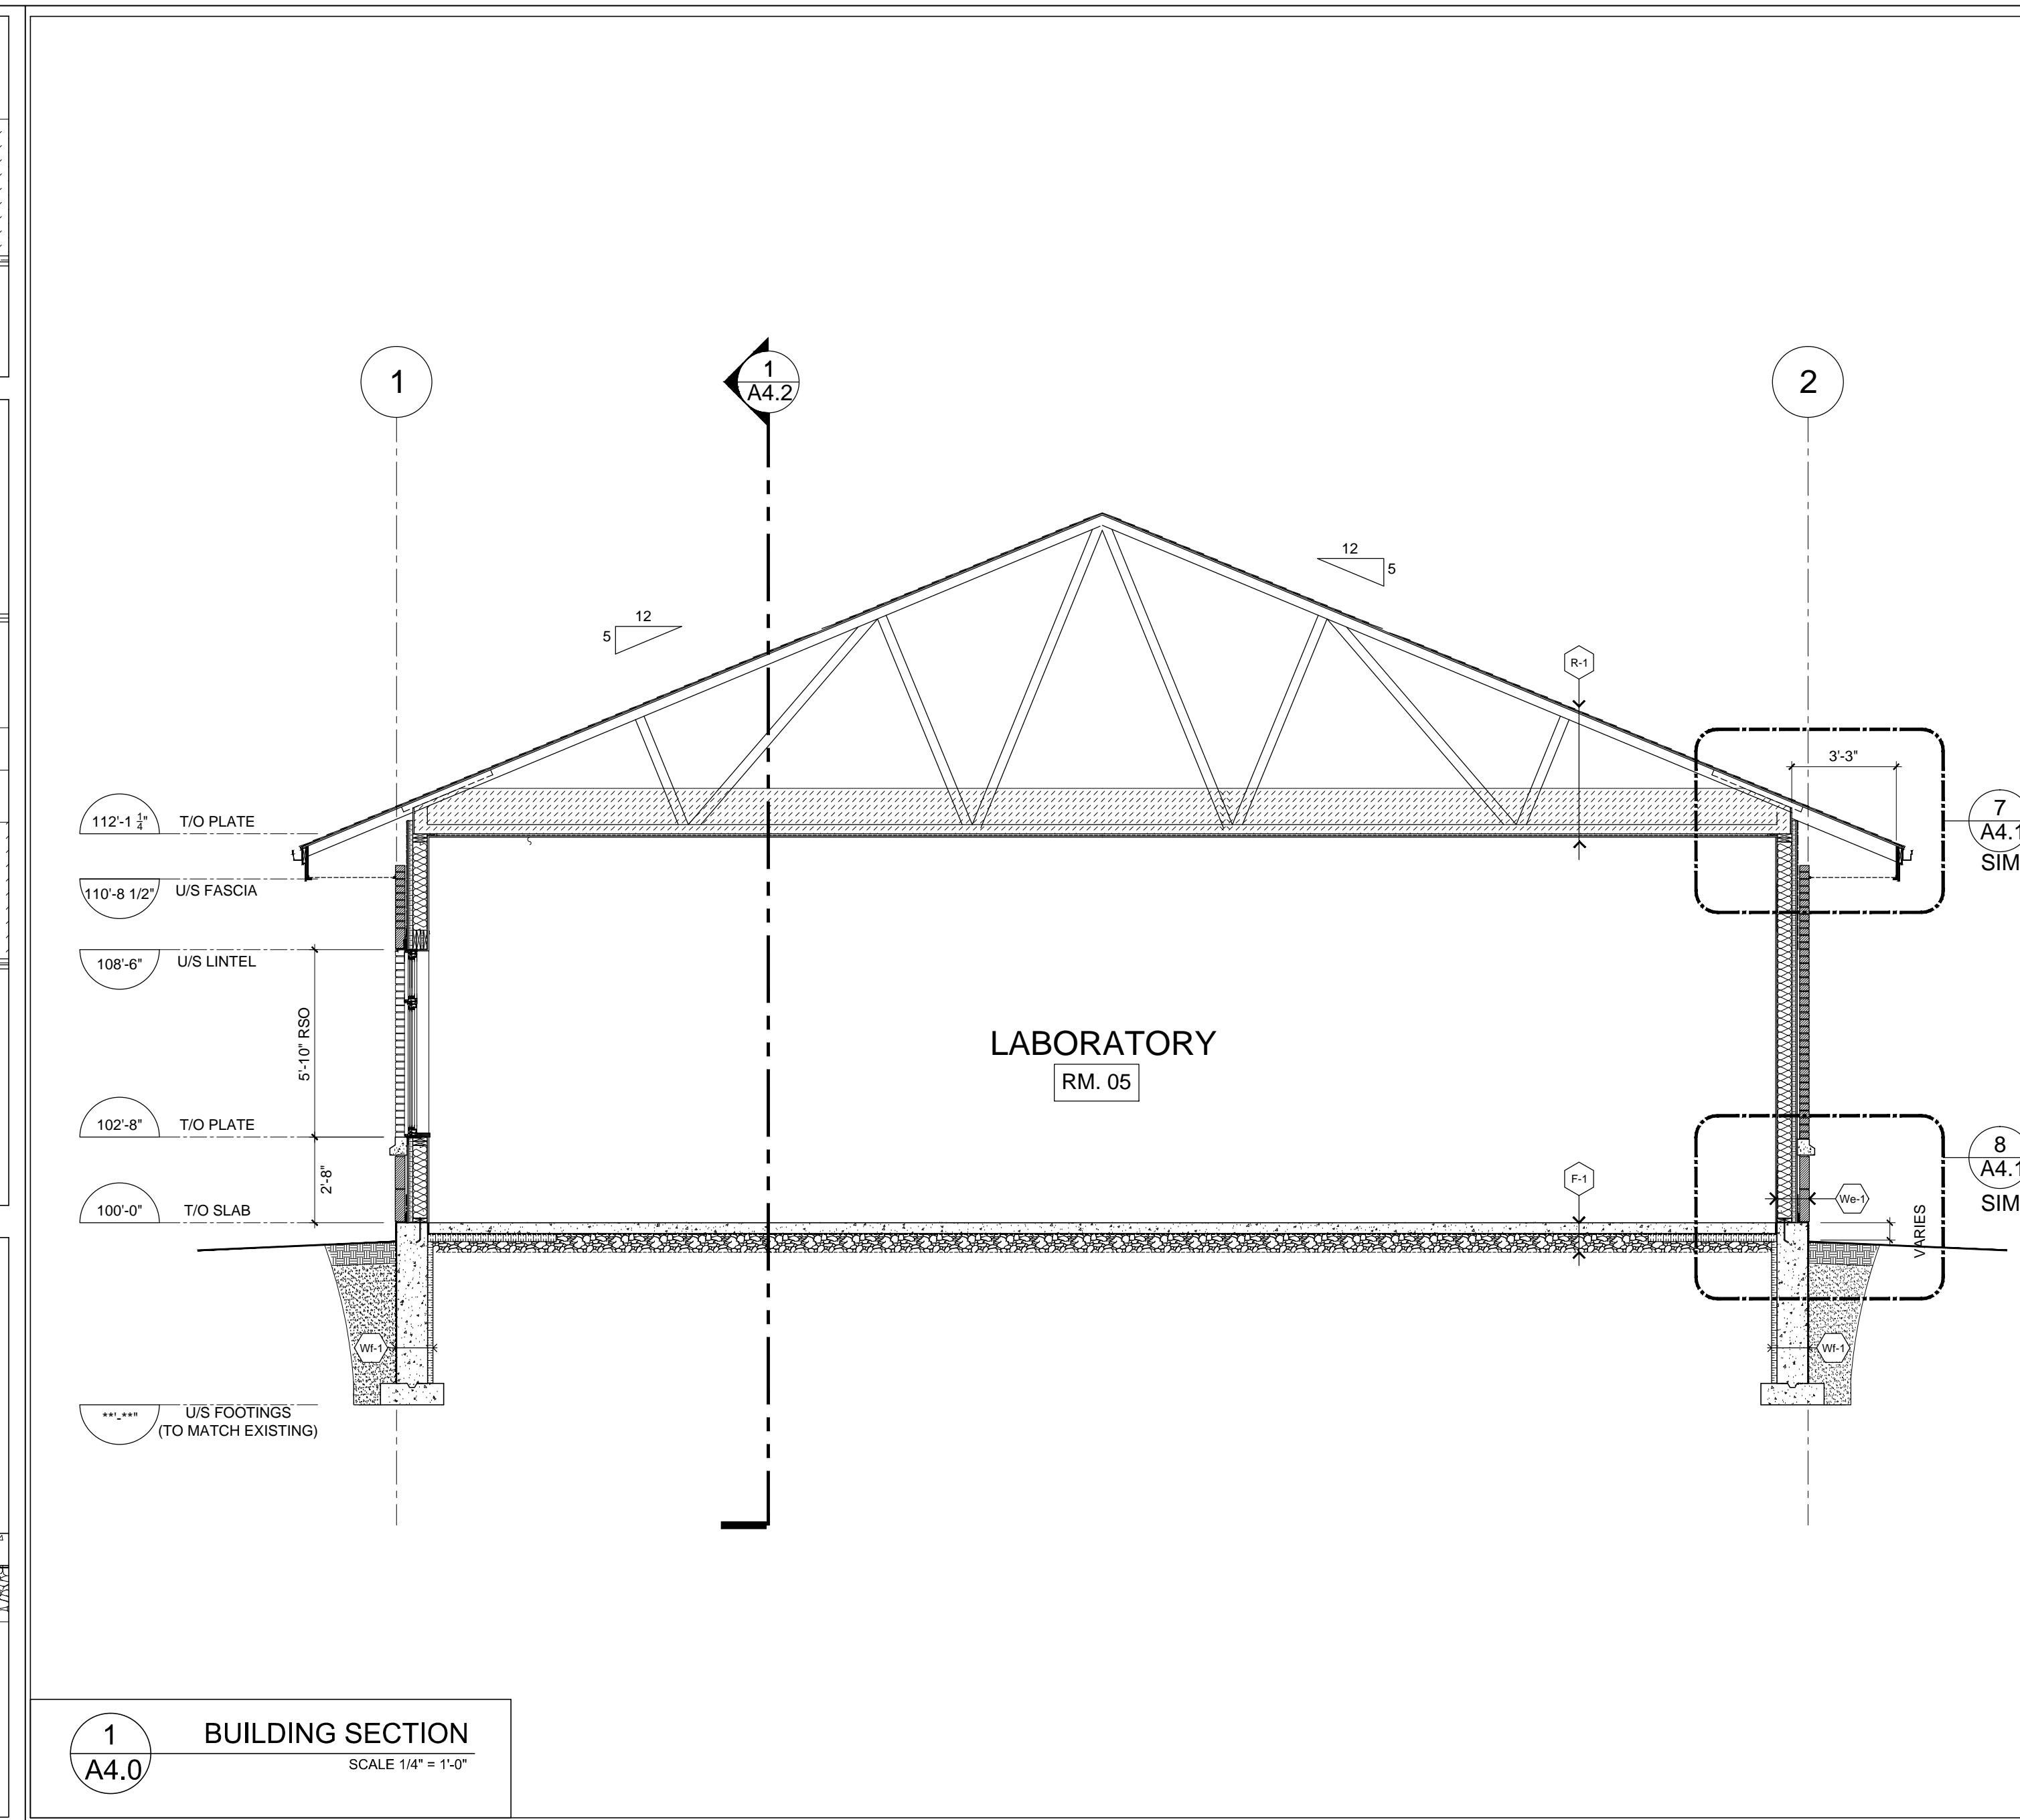 1
1
A4.2
2
12
5
12
5
R-1
3'-3"
112'-1 1/4"
T/O PLATE
7
A4.1
SIM
110'-8 1/2"
U/S FASCIA
108'-6"
U/S LINTEL
5'-10" RSO
LABORATORY
RM. 05
102'-8"
T/O PLATE
2'-8"
8
A4.1
SIM
F-1
We-1
100'-0"
T/O SLAB
VARIES
Wf-1
Wf-1
**'-**"
U/S FOOTINGS
(TO MATCH EXISTING)
1
A4.0
BUILDING SECTION
SCALE 1/4" = 1'-0"